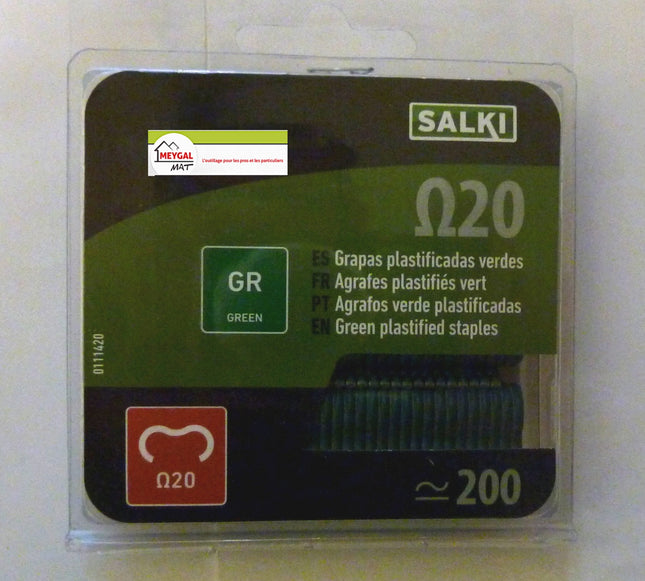 SALKI
MEYGAL
MAT
L'outillage pour les pros et les particuliers
Ω20
GR
GREEN
ES Grapas plastificadas verdes
FR Agrafes plastifiés vert
PT Agrafos verde plastificadas
EN Green plastified staples
0111420
Ω20
≃ 200